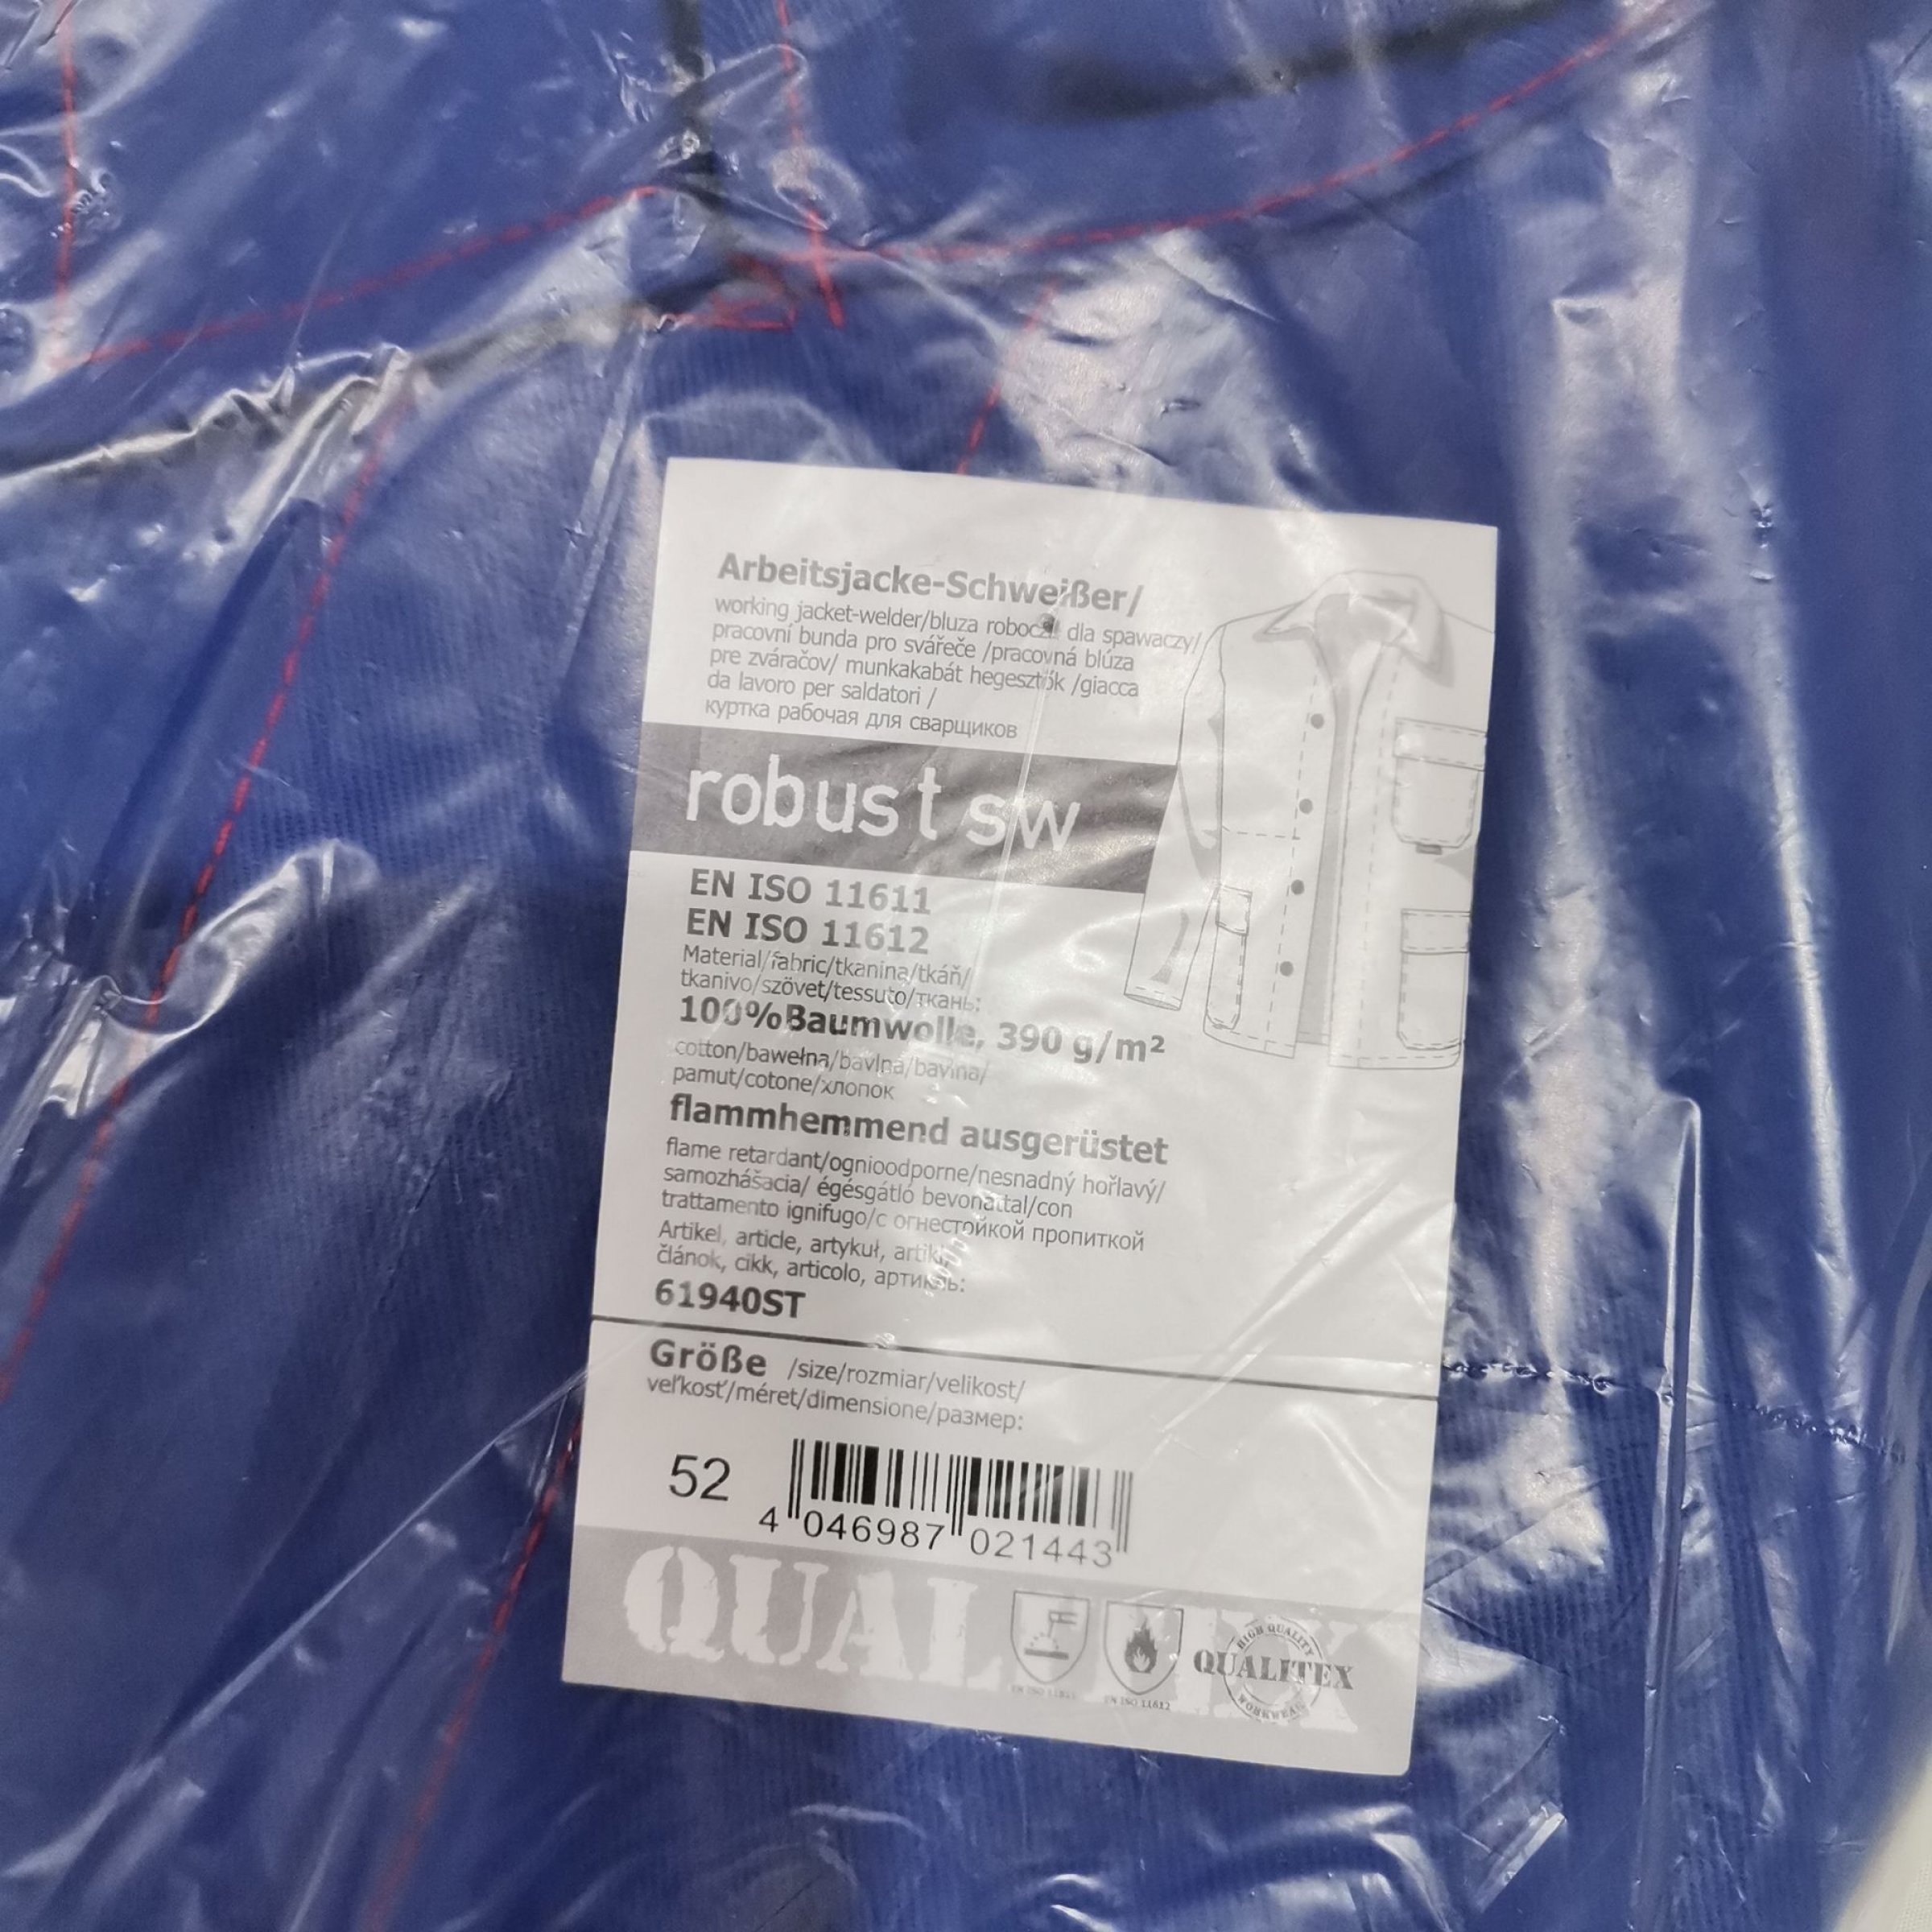 Arbeitsjacke-Schweißer/
working jacket-welder/bluza robocza dla spawaczy/
pracovní bunda pro svářeče /pracovná blúza
pre zváračov/ munkakabát hegesztők /giacca
da lavoro per saldatori /
куртка рабочая для сварщиков
robust sw
EN ISO 11611
EN ISO 11612
Material/fabric/tkanina/tkáň/
tkanivo/szövet/tessuto/ткань:
100%Baumwolle, 390 g/m²
cotton/bawełna/bavlna/bavlna/
pamut/cotone/хлопок
flammhemmend ausgerüstet
flame retardant/ognioodporne/nesnadný hořlavý/
samozhášacia/ égésgátló bevonattal/con
trattamento ignifugo/с огнестойкой пропиткой
Artikel, article, artykuł, artikl,
článok, cikk, articolo, артикль:
61940ST
Größe /size/rozmiar/velikost/
veľkosť/méret/dimensione/размер:
52
4 046987 021443
EN ISO 11611
EN ISO 11612
HIGH QUALITY
QUALITEX
WORKWEAR